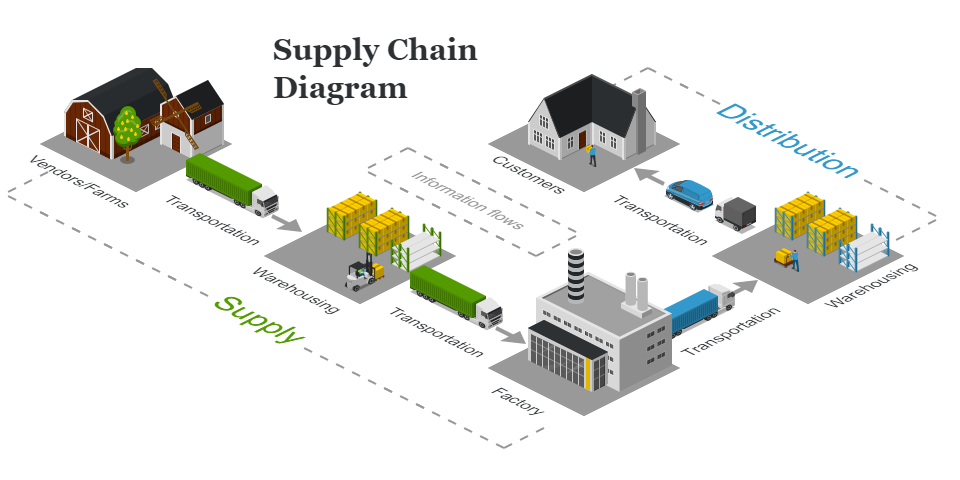 Supply Chain
Diagram
Vendors/Farms
Transportation
Warehousing
Transportation
Factory
Supply
Information flows
Transportation
Warehousing
Transportation
Customers
Distribution